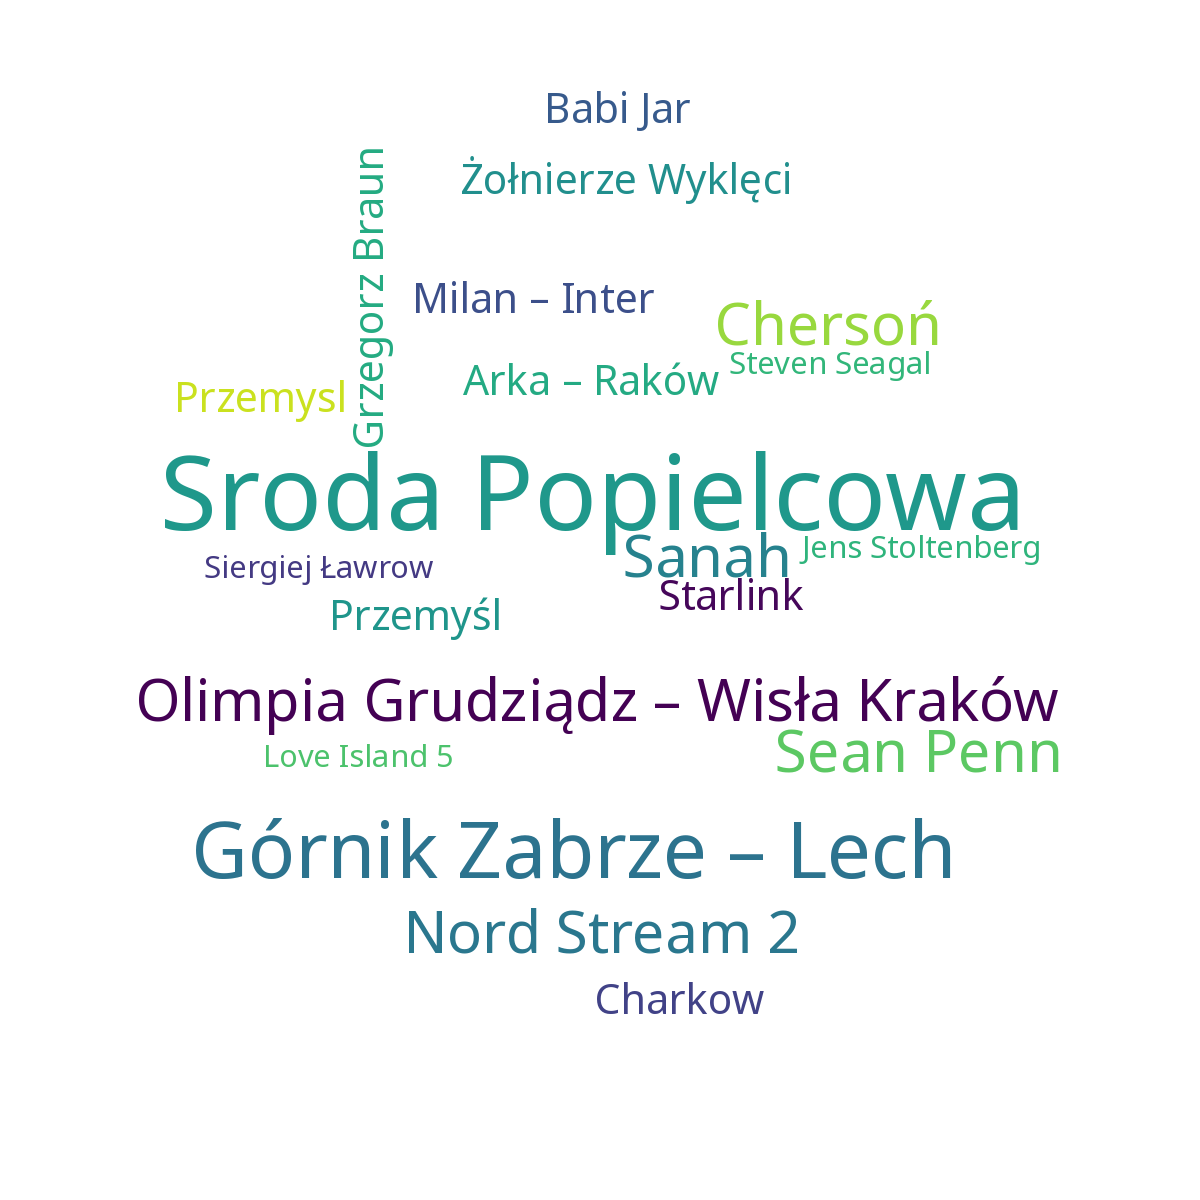 Babi Jar
Żołnierze Wyklęci
Grzegorz Braun
Milan – Inter
Chersoń
Steven Seagal
Arka – Raków
Przemysl
Sroda Popielcowa
Sanah
Jens Stoltenberg
Siergiej Ławrow
Starlink
Przemyśl
Olimpia Grudziądz – Wisła Kraków
Sean Penn
Love Island 5
Górnik Zabrze – Lech
Nord Stream 2
Charkow